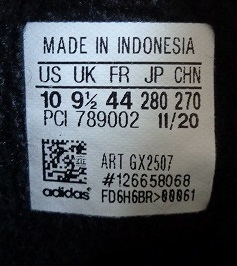 MADE IN INDONESIA
US UK FR JP CHN
10 9½ 44 280 270
PCI 789002 11/20
ART GX2507
#126658068
adidas® FD6H6BR>00061